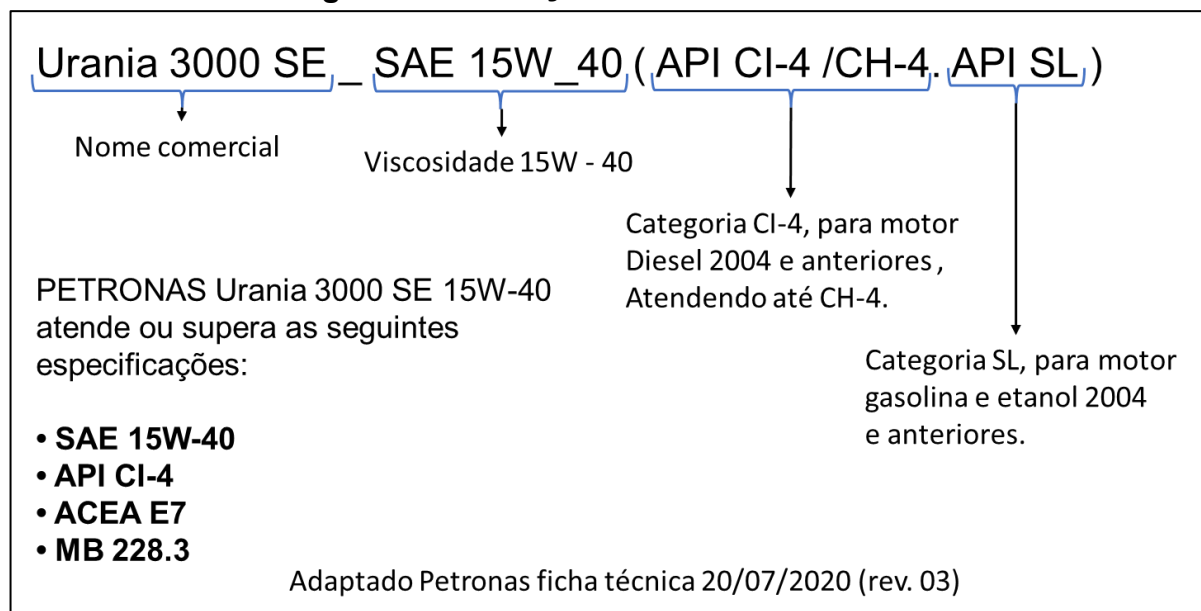 Urania 3000 SE_SAE 15W_40(API CI-4 /CH-4. API SL)
Nome comercial
Viscosidade 15W - 40
Categoria CI-4, para motor
Diesel 2004 e anteriores ,
Atendendo até CH-4.
Categoria SL, para motor
gasolina e etanol 2004
e anteriores.
PETRONAS Urania 3000 SE 15W-40
atende ou supera as seguintes
especificações:
• SAE 15W-40
• API CI-4
• ACEA E7
• MB 228.3
Adaptado Petronas ficha técnica 20/07/2020 (rev. 03)